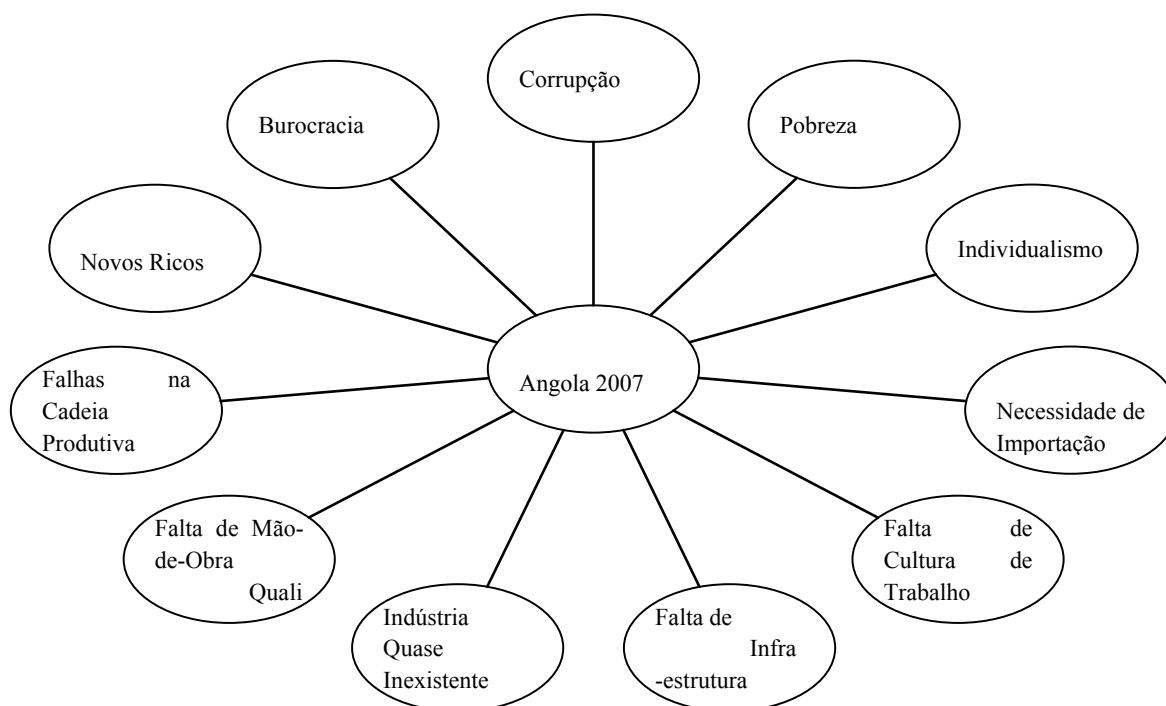 Corrupção
Burocracia
Pobreza
Novos Ricos
Individualismo
Angola 2007
Falhas na
Cadeia
Produtiva
Necessidade de
Importação
Falta de Mão-
de-Obra
Quali
Falta de
Cultura de
Trabalho
Indústria
Quase
Inexistente
Falta de
Infra
-estrutura